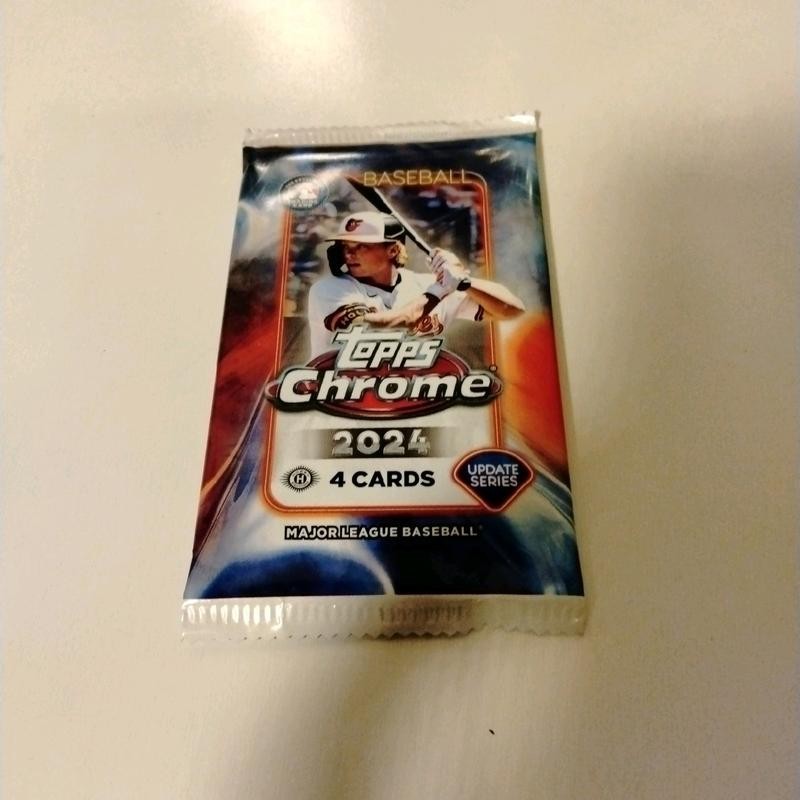 BASEBALL
Topps
Chrome®
2024
H
4 CARDS
UPDATE
SERIES
MAJOR LEAGUE BASEBALL®